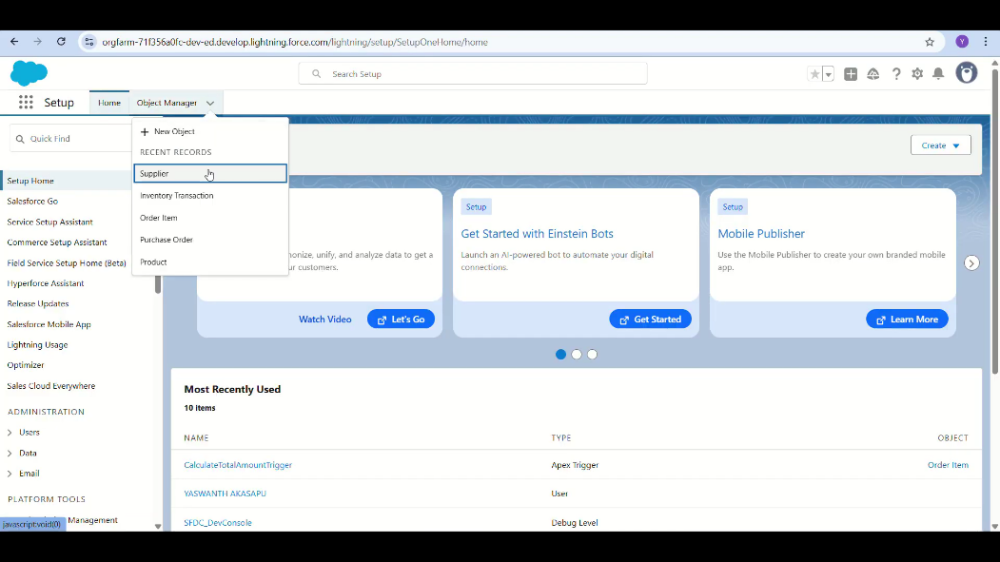 orgfarm-71f356a0fc-dev-ed.develop.lightning.force.com/lightning/setup/SetupOneHome/home
Y
Search Setup
Setup
Home
Object Manager
Quick Find
New Object
RECENT RECORDS
Supplier
Inventory Transaction
Order Item
Purchase Order
Product
Create
Setup Home
Salesforce Go
Service Setup Assistant
Commerce Setup Assistant
Field Service Setup Home (Beta)
Hyperforce Assistant
Release Updates
Salesforce Mobile App
Lightning Usage
Optimizer
Sales Cloud Everywhere
ADMINISTRATION
Users
Data
Email
PLATFORM TOOLS
Management
javascript:void(0)
onize, unify, and analyze data to get a
ur customers.
Watch Video
Let's Go
Setup
Get Started with Einstein Bots
Launch an AI-powered bot to automate your digital
connections.
Get Started
Setup
Mobile Publisher
Use the Mobile Publisher to create your own branded mobile
app.
Learn More
Most Recently Used
10 items
NAME TYPE OBJECT
CalculateTotalAmountTrigger Apex Trigger Order Item
YASWANTH AKASAPU User
SFDC_DevConsole Debug Level